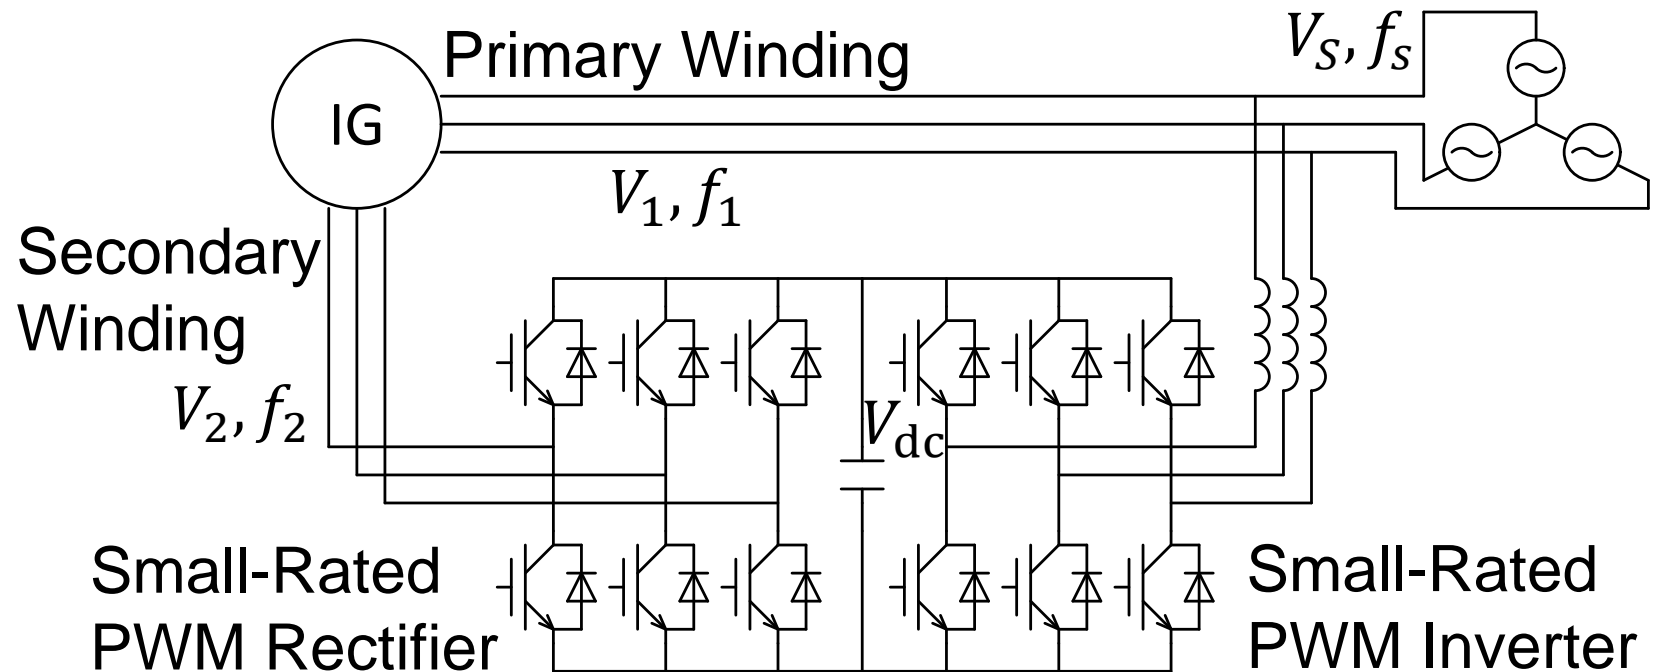 Primary Winding
V_S, f_s
IG
V_1, f_1
Secondary
Winding
V_2, f_2
V_dc
Small-Rated
PWM Rectifier
Small-Rated
PWM Inverter